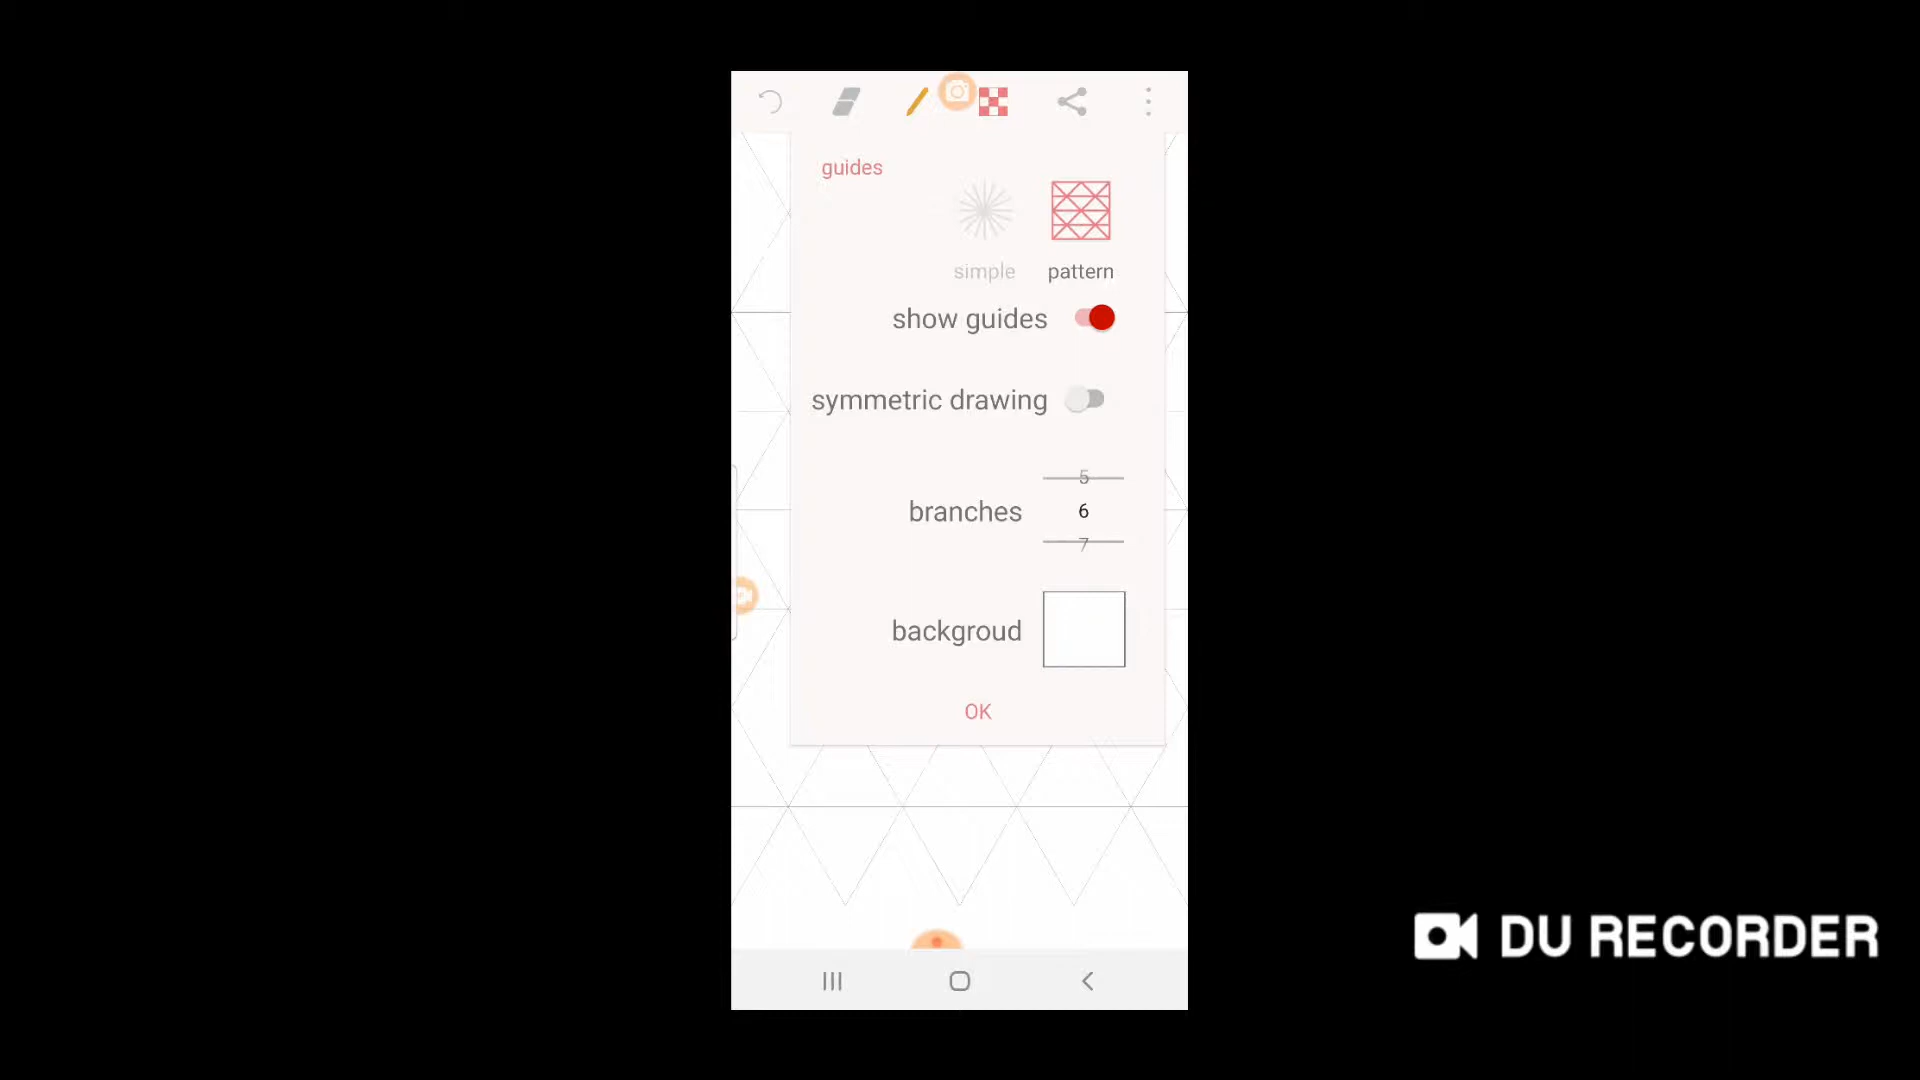 guides
simple pattern
show guides
symmetric drawing
5
branches 6
7
backgroud
OK
DU RECORDER